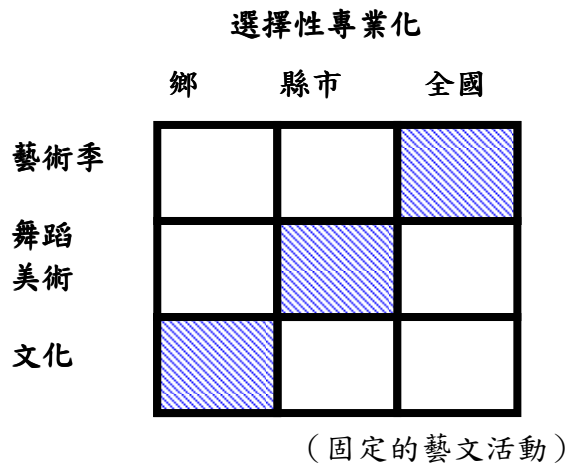 選擇性專業化
鄉 縣市 全國
藝術季
舞蹈
美術
文化
（固定的藝文活動）